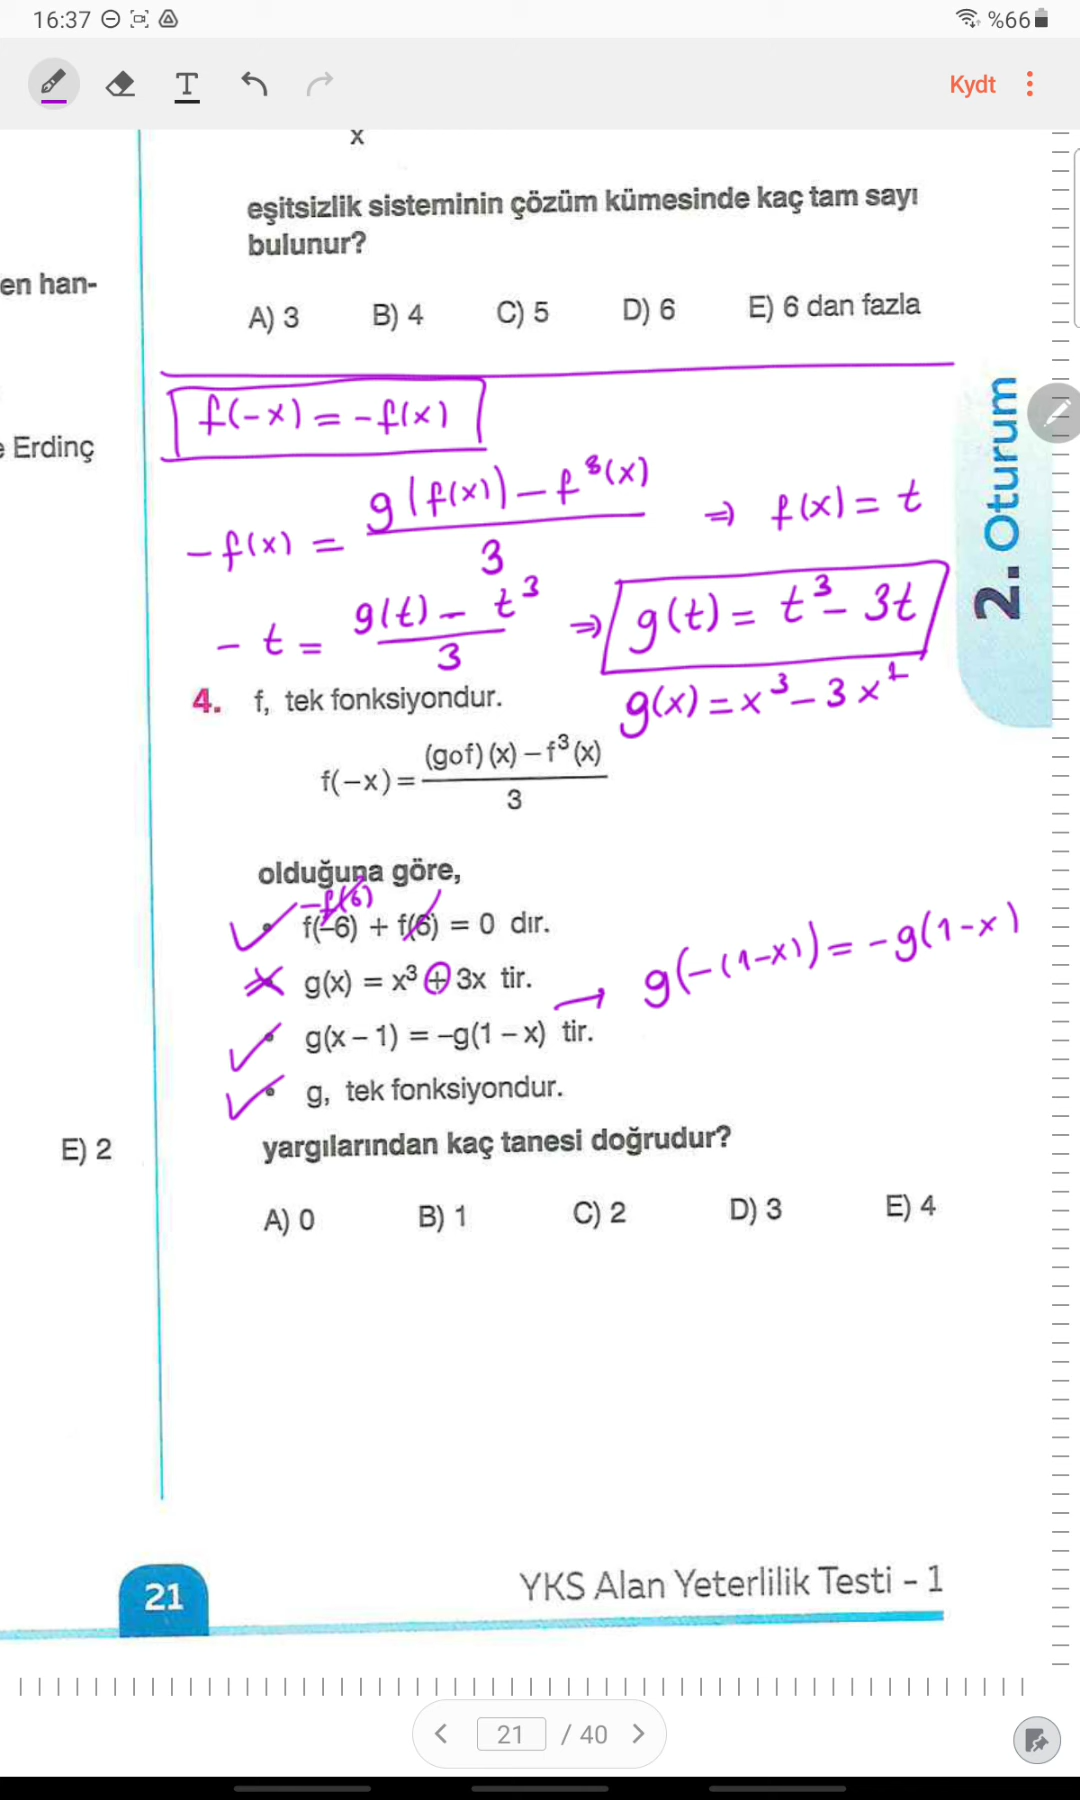 16:37
%66
T
Kydt
x
eşitsizlik sisteminin çözüm kümesinde kaç tam sayı
bulunur?
en han-
A) 3 B) 4 C) 5 D) 6 E) 6 dan fazla
Erdinç
2. Oturum
f(-x) = -f(x)
-f(x) = g(f(x)) - f³(x) / 3 ⇒ f(x) = t
-t = g(t) - t³ / 3 ⇒ g(t) = t³ - 3t
g(x) = x³ - 3x¹
4. f, tek fonksiyondur.
f(–x) = (gof) (x) – f³ (x) / 3
olduğuna göre,
-f(6)
f(–6) + f(6) = 0 dır.
g(x) = x³ + 3x tir.
→ g(-(1-x)) = -g(1-x)
g(x – 1) = –g(1 – x) tir.
g, tek fonksiyondur.
E) 2
yargılarından kaç tanesi doğrudur?
A) 0 B) 1 C) 2 D) 3 E) 4
21
YKS Alan Yeterlilik Testi - 1
21 / 40